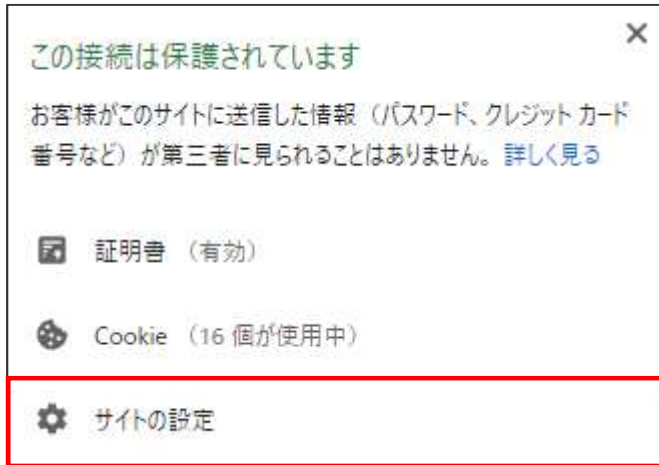 この接続は保護されています
お客様がこのサイトに送信した情報（パスワード、クレジット カード
番号など）が第三者に見られることはありません。 詳しく見る
証明書 （有効）
Cookie （16 個が使用中）
サイトの設定